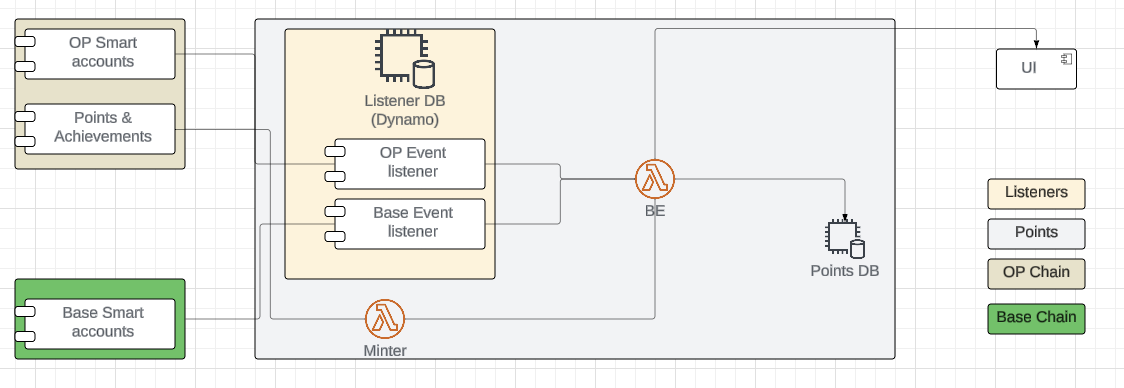 OP Smart
accounts
Points &
Achievements
Base Smart
accounts
Listener DB
(Dynamo)
OP Event
listener
Base Event
listener
Minter
BE
Points DB
UI
Listeners
Points
OP Chain
Base Chain